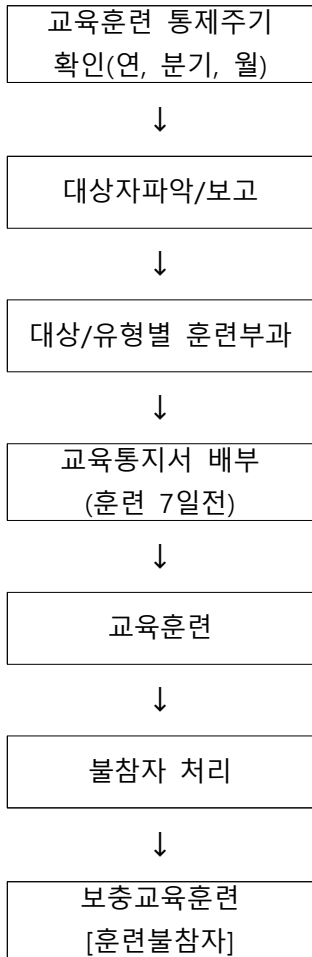 교육훈련 통제주기
확인(연, 분기, 월)
↓
대상자파악/보고
↓
대상/유형별 훈련부과
↓
교육통지서 배부
(훈련 7일전)
↓
교육훈련
↓
불참자 처리
↓
보충교육훈련
[훈련불참자]